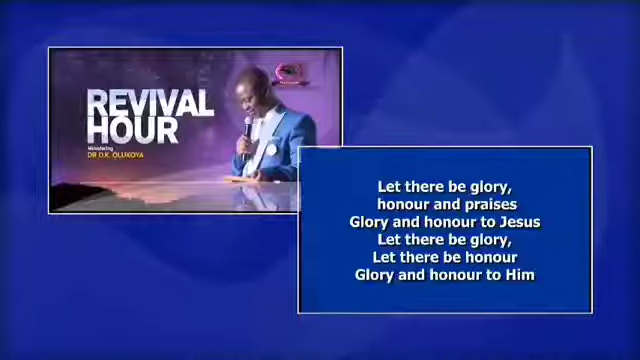 REVIVAL
HOUR
Ministering
DR D.K. OLUKOYA
Let there be glory,
honour and praises
Glory and honour to Jesus
Let there be glory,
Let there be honour
Glory and honour to Him